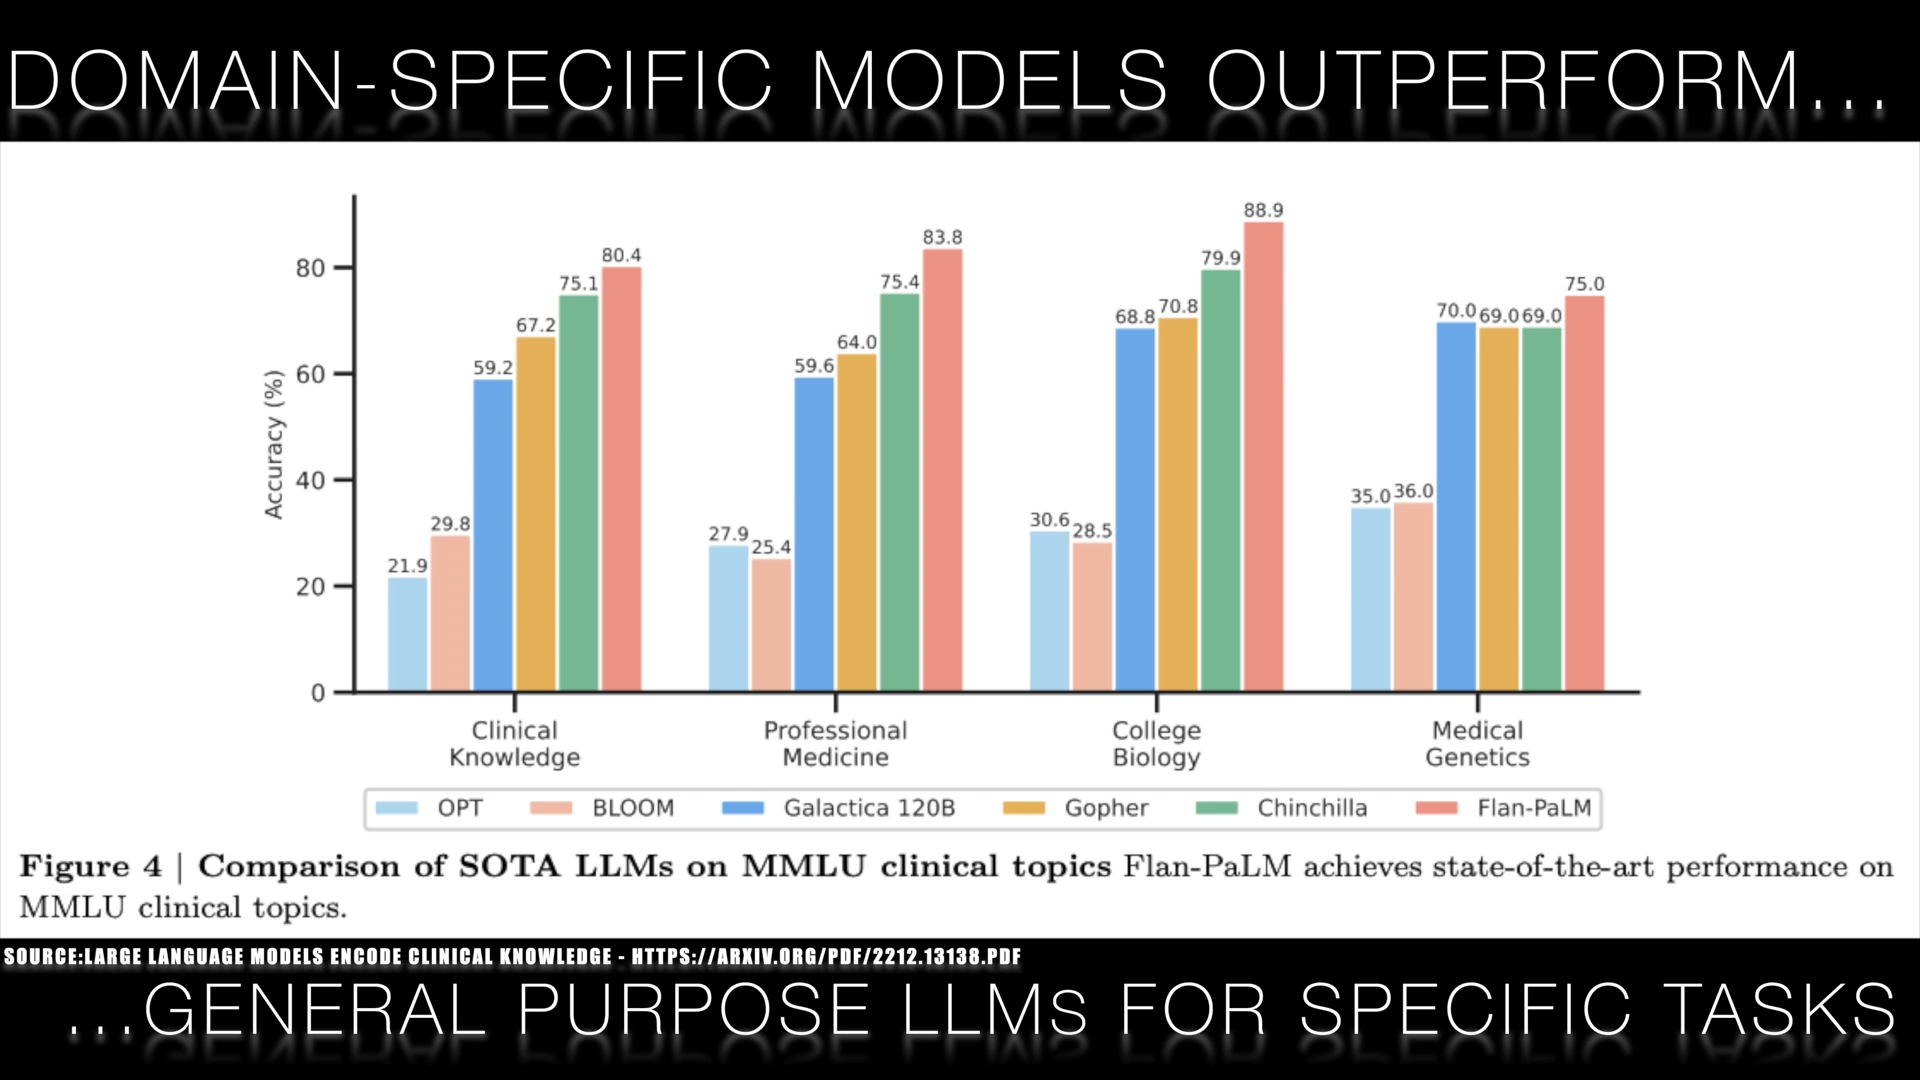 DOMAIN-SPECIFIC MODELS OUTPERFORM...
88.9
83.8
80.4
79.9
75.1
75.4
75.0
80
67.2
68.8 70.8
70.0 69.0 69.0
64.0
59.2
59.6
60
Accuracy (%)
40
35.0 36.0
29.8
27.9 25.4
30.6 28.5
21.9
20
0
Clinical
Knowledge
Professional
Medicine
College
Biology
Medical
Genetics
OPT BLOOM Galactica 120B Gopher Chinchilla Flan-PaLM
Figure 4 | Comparison of SOTA LLMs on MMLU clinical topics Flan-PaLM achieves state-of-the-art performance on
MMLU clinical topics.
SOURCE:LARGE LANGUAGE MODELS ENCODE CLINICAL KNOWLEDGE - HTTPS://ARXIV.ORG/PDF/2212.13138.PDF
...GENERAL PURPOSE LLMs FOR SPECIFIC TASKS